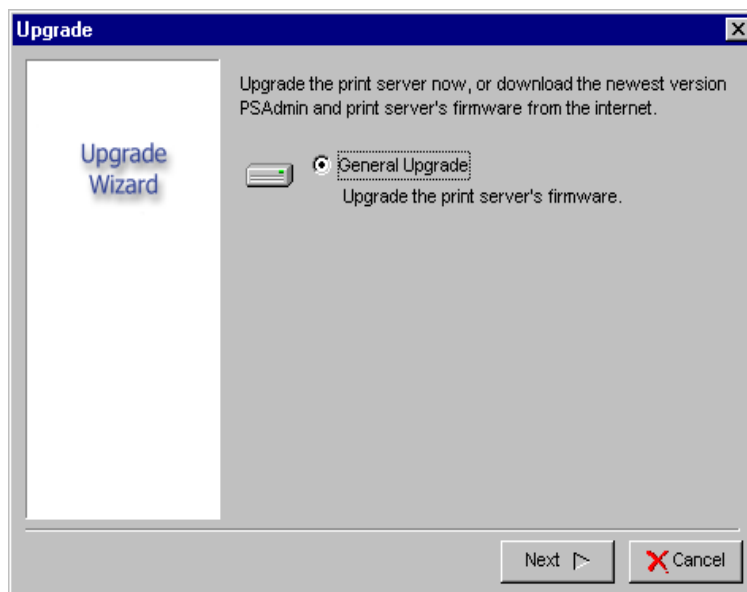 Upgrade
Upgrade the print server now, or download the newest version
PSAdmin and print server's firmware from the internet.
Upgrade
Wizard
General Upgrade
Upgrade the print server's firmware.
Next
Cancel